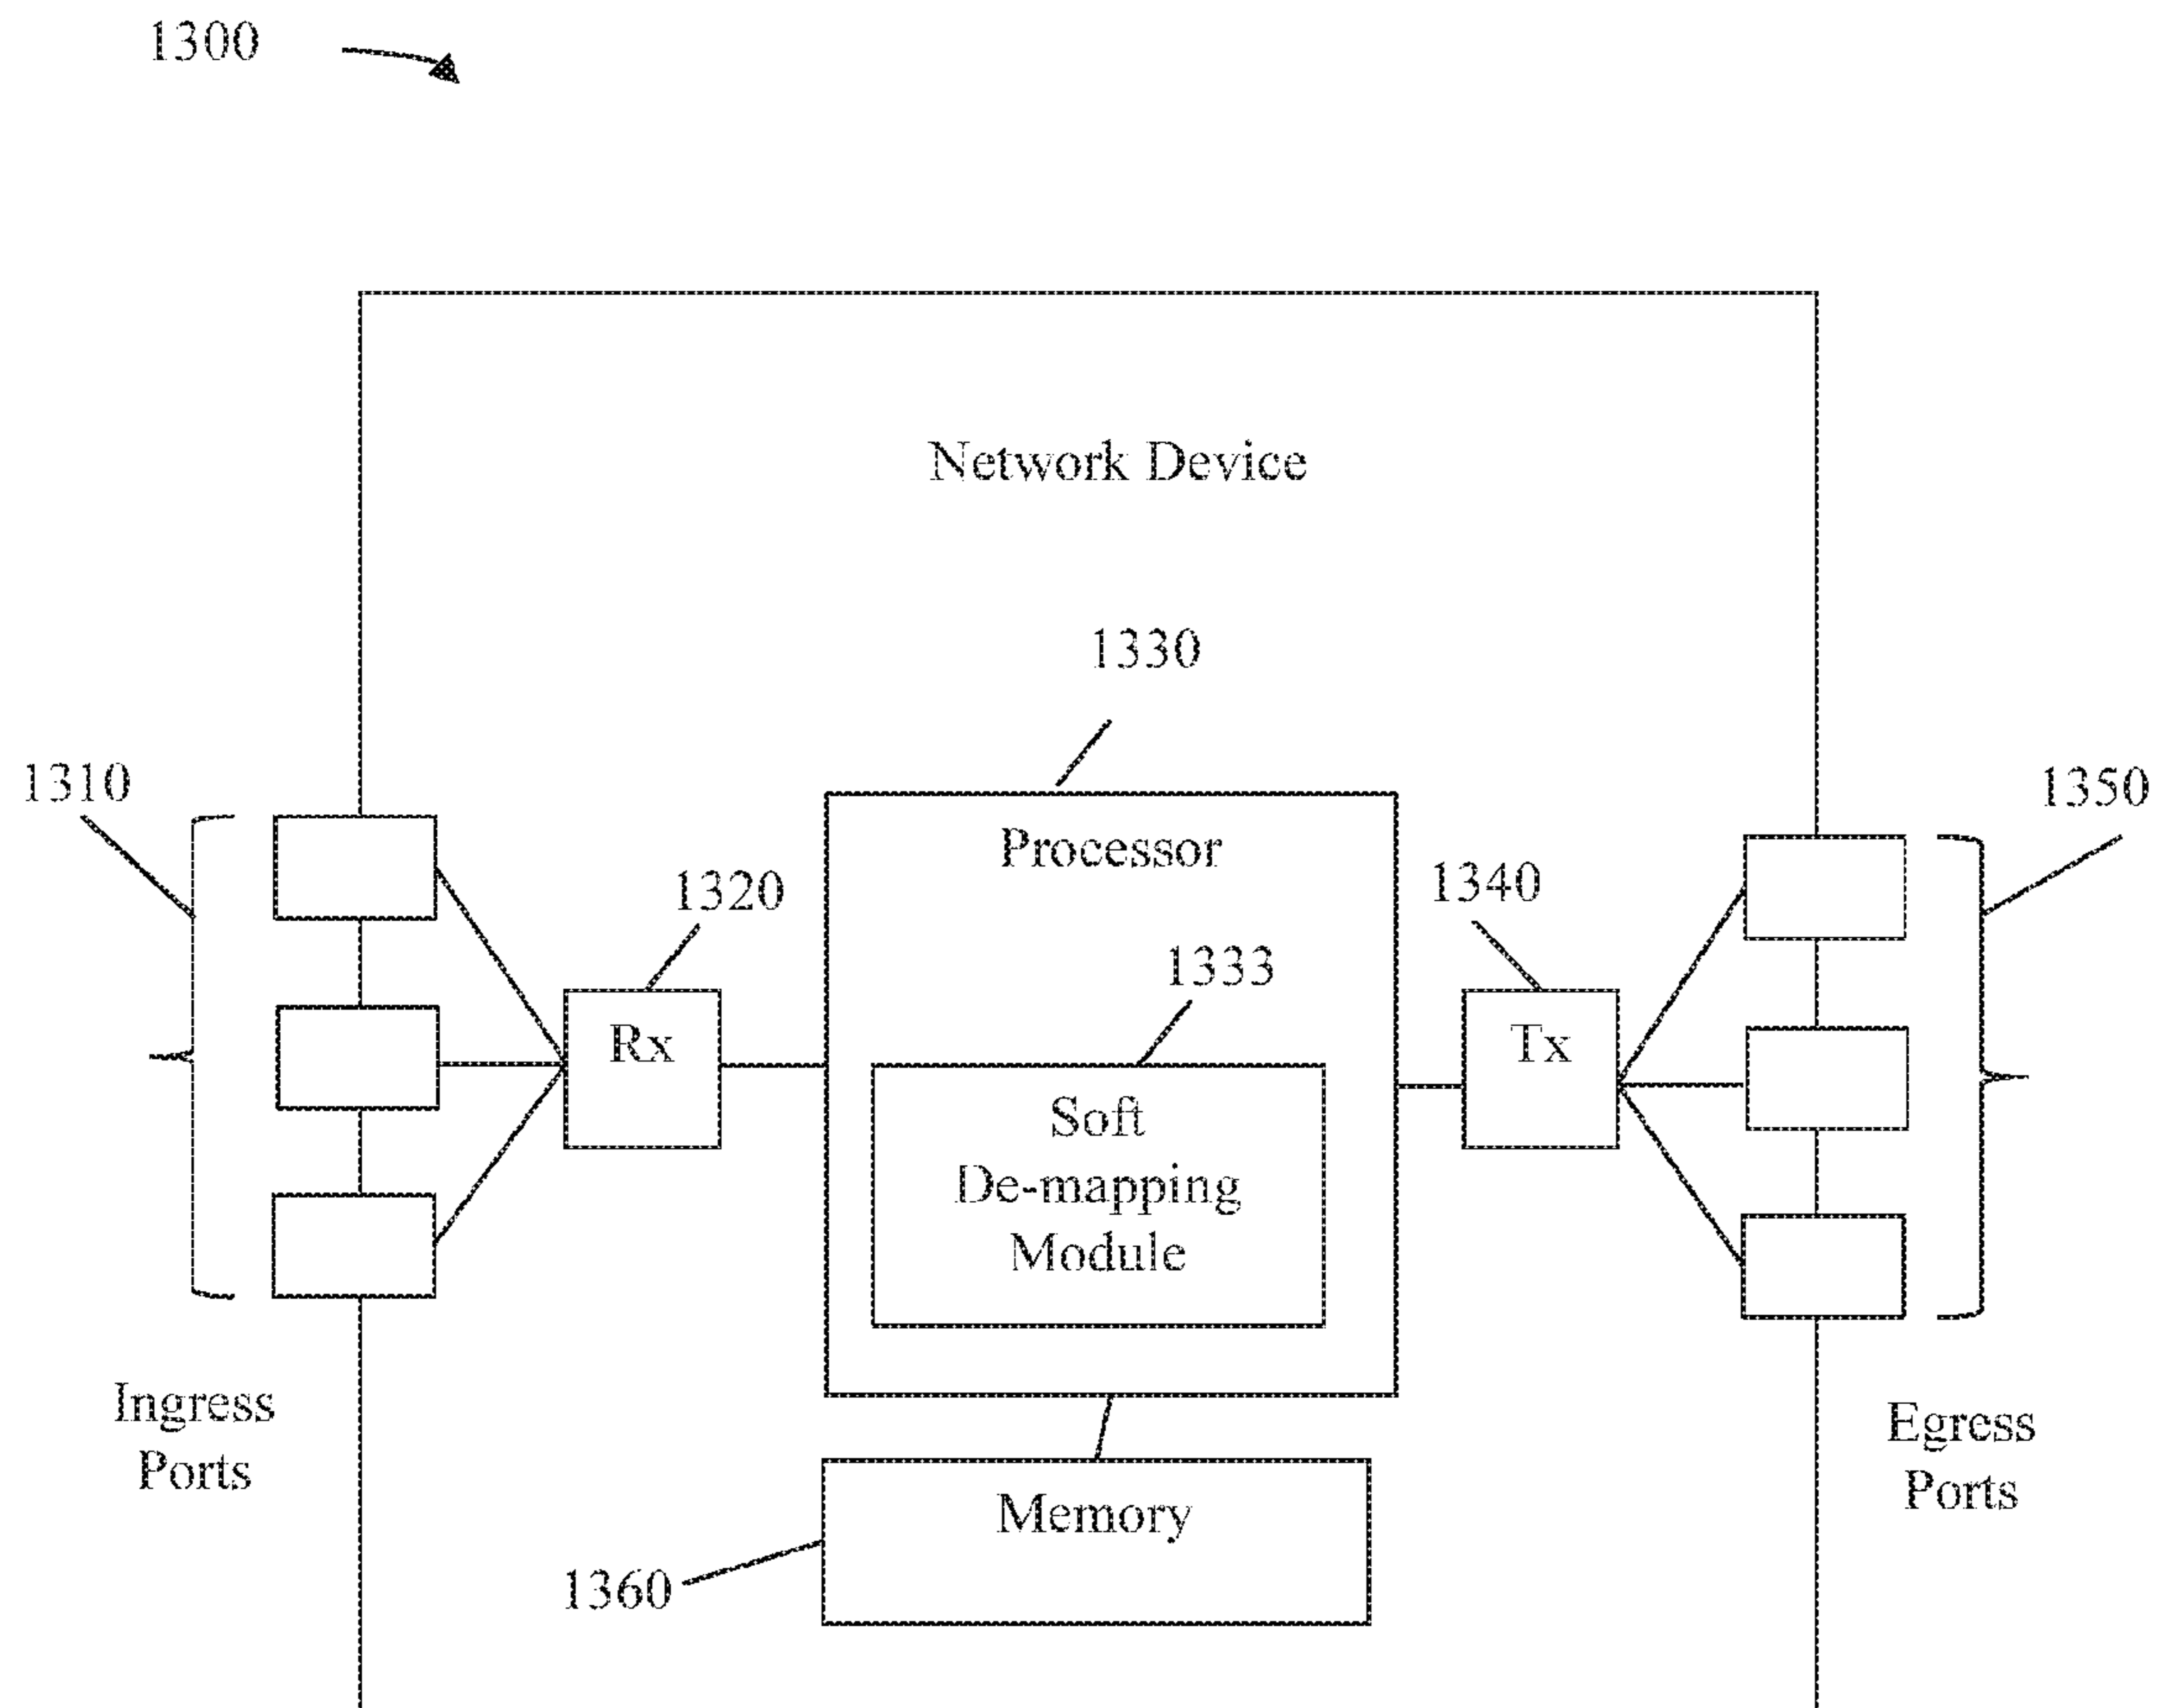 1300
Network Device
1330
1310
1350
Processor
1320
1340
1333
Rx
Tx
Soft
De-mapping
Module
Ingress
Ports
Egress
Ports
Memory
1360